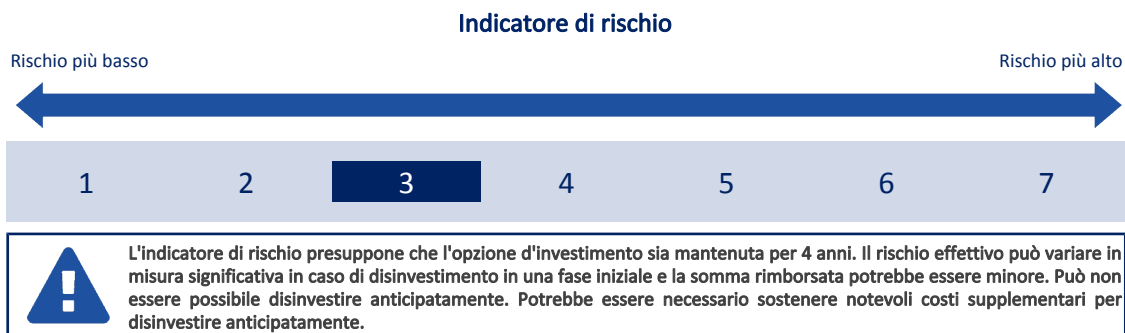 Indicatore di rischio
Rischio più basso
Rischio più alto
1 2 3 4 5 6 7
L'indicatore di rischio presuppone che l'opzione d'investimento sia mantenuta per 4 anni. Il rischio effettivo può variare in
misura significativa in caso di disinvestimento in una fase iniziale e la somma rimborsata potrebbe essere minore. Può non
essere possibile disinvestire anticipatamente. Potrebbe essere necessario sostenere notevoli costi supplementari per
disinvestire anticipatamente.